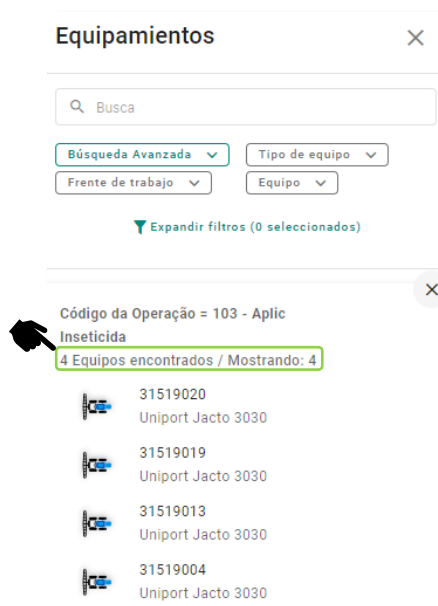 Equipamientos
Busca
Búsqueda Avanzada
Tipo de equipo
Frente de trabajo
Equipo
Expandir filtros (0 seleccionados)
Código da Operação = 103 - Aplic
Inseticida
4 Equipos encontrados / Mostrando: 4
31519020
Uniport Jacto 3030
31519019
Uniport Jacto 3030
31519013
Uniport Jacto 3030
31519004
Uniport Jacto 3030